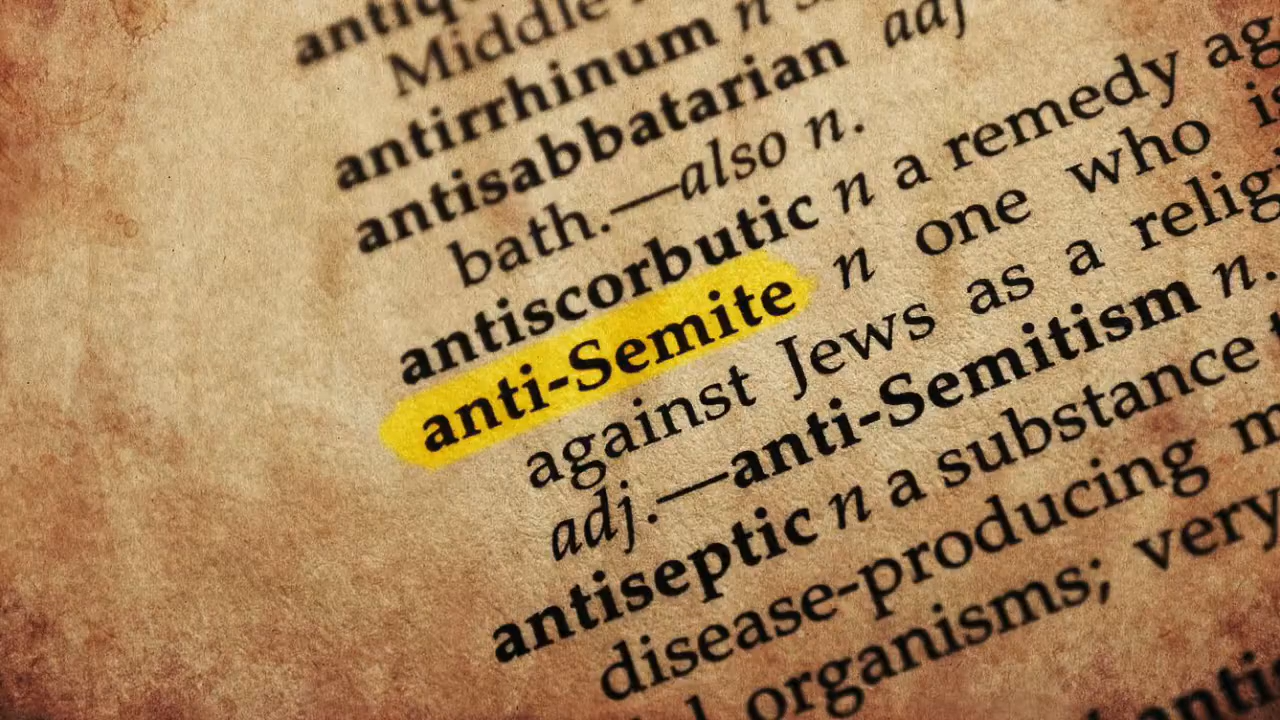 Middle
antirrhinum n
antisabbatarian adj
bath.—also n.
antiscorbutic n a remedy
anti-Semite n one who
against Jews as a
adj.—anti-Semitism n.
antiseptic n a substance
disease-producing
organisms; very